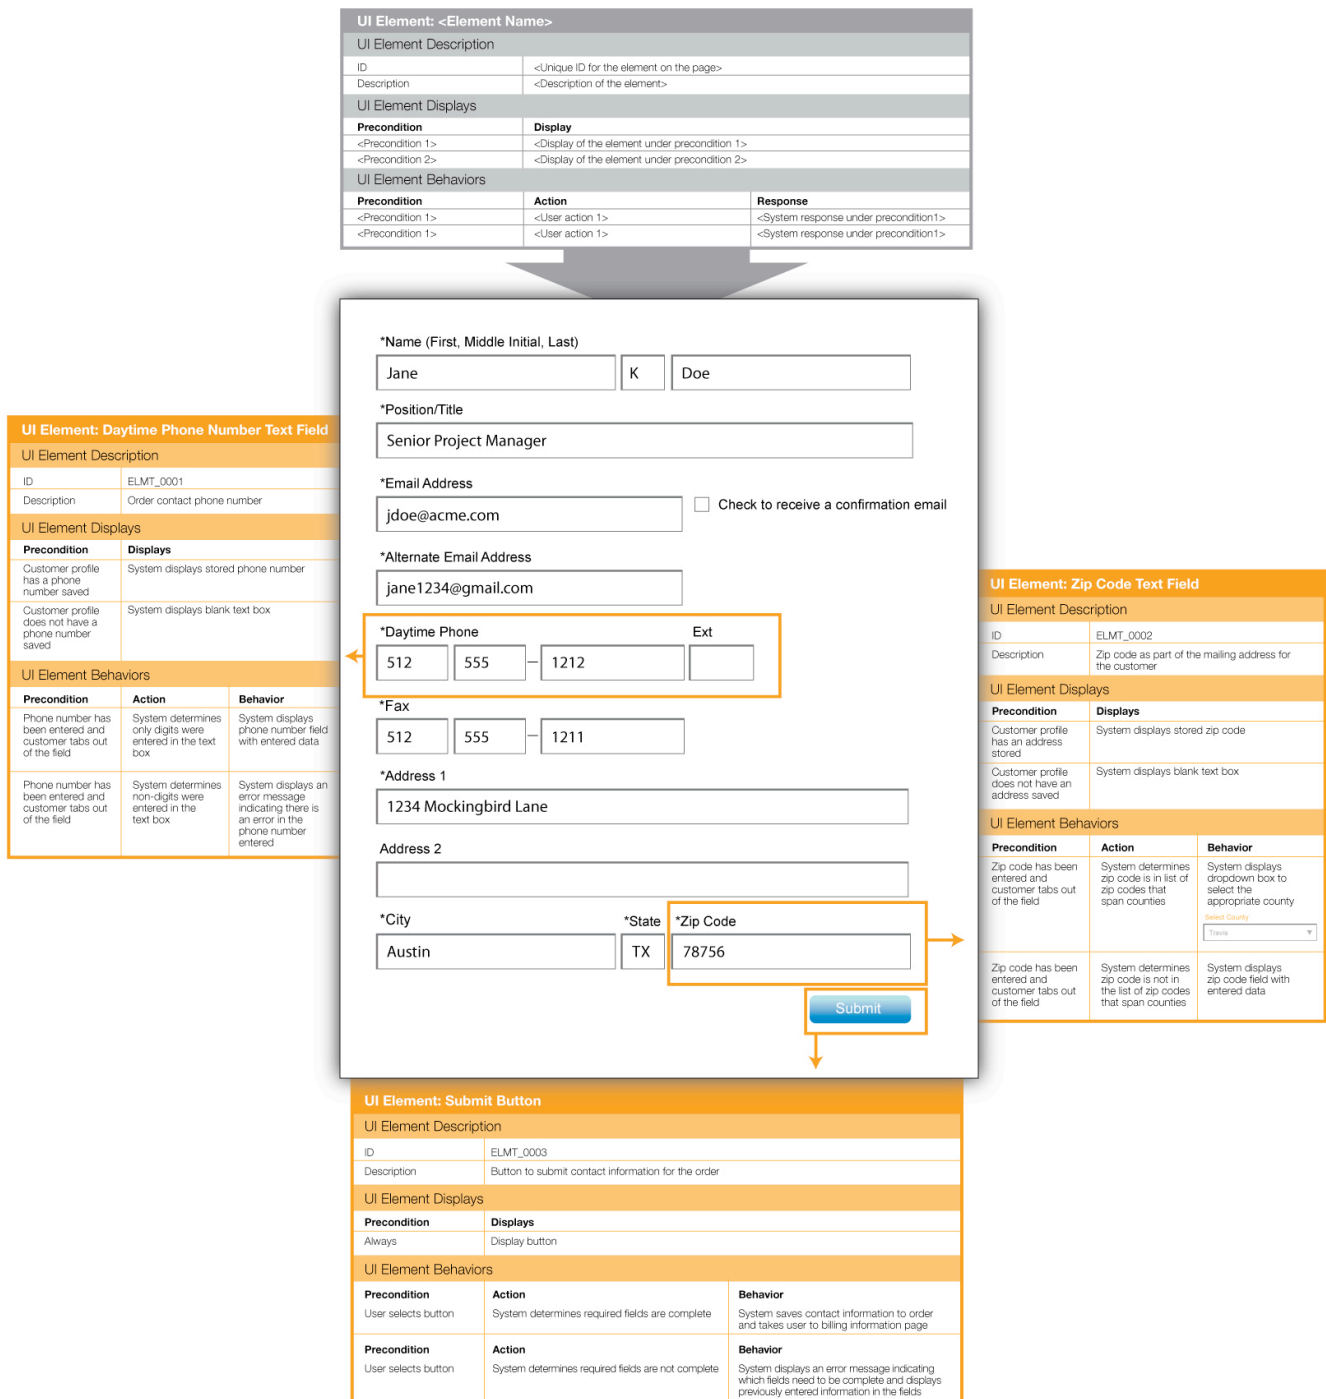 UI Element: <Element Name>
UI Element Description
ID <Unique ID for the element on the page>
Description <Description of the element>
UI Element Displays
Precondition Display
<Precondition 1> <Display of the element under precondition 1>
<Precondition 2> <Display of the element under precondition 2>
UI Element Behaviors
Precondition Action Response
<Precondition 1> <User action 1> <System response under precondition1>
<Precondition 1> <User action 1> <System response under precondition1>
*Name (First, Middle Initial, Last)
Jane K Doe
*Position/Title
Senior Project Manager
*Email Address
jdoe@acme.com Check to receive a confirmation email
*Alternate Email Address
jane1234@gmail.com
*Daytime Phone Ext
512 555 – 1212
*Fax
512 555 – 1211
*Address 1
1234 Mockingbird Lane
Address 2
*City *State *Zip Code
Austin TX 78756
Submit
UI Element: Daytime Phone Number Text Field
UI Element Description
ID ELMT_0001
Description Order contact phone number
UI Element Displays
Precondition Displays
Customer profile System displays stored phone number
has a phone
number saved
Customer profile System displays blank text box
does not have a
phone number
saved
UI Element Behaviors
Precondition Action Behavior
Phone number has System determines System displays
been entered and only digits were phone number field
customer tabs out entered in the text with entered data
of the field box
Phone number has System determines System displays an
been entered and non-digits were error message
customer tabs out entered in the indicating there is
of the field text box an error in the
phone number
entered
UI Element: Zip Code Text Field
UI Element Description
ID ELMT_0002
Description Zip code as part of the mailing address for
the customer
UI Element Displays
Precondition Displays
Customer profile System displays stored zip code
has an address
stored
Customer profile System displays blank text box
does not have an
address saved
UI Element Behaviors
Precondition Action Behavior
Zip code has been System determines System displays
entered and zip code is in list of dropdown box to
customer tabs out zip codes that select the
of the field span counties appropriate county
Select County
Travis
Zip code has been System determines System displays
entered and zip code is not in zip code field with
customer tabs out the list of zip codes entered data
of the field that span counties
UI Element: Submit Button
UI Element Description
ID ELMT_0003
Description Button to submit contact information for the order
UI Element Displays
Precondition Displays
Always Display button
UI Element Behaviors
Precondition Action Behavior
User selects button System determines required fields are complete System saves contact information to order
and takes user to billing information page
Precondition Action Behavior
User selects button System determines required fields are not complete System displays an error message indicating
which fields need to be complete and displays
previously entered information in the fields